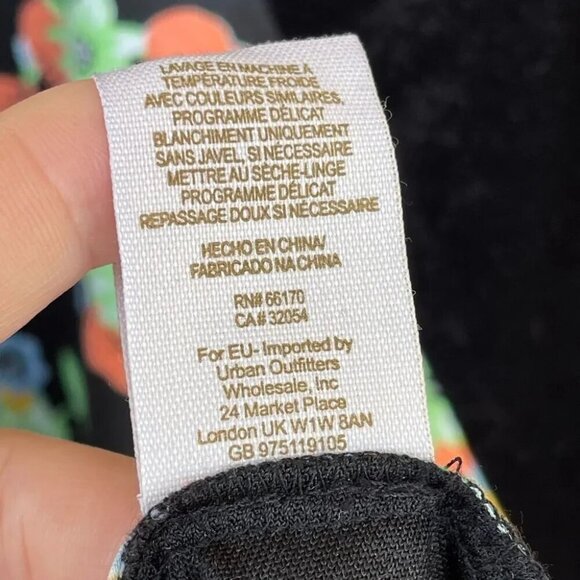 LAVAGE EN MACHINE A
TEMPÉRATURE FROIDE
AVEC COULEURS SIMILAIRES,
PROGRAMME DÉLICAT
BLANCHIMENT UNIQUEMENT
SANS JAVEL, SI NÉCESSAIRE
METTRE AU SÈCHE-LINGE
PROGRAMME DÉLICAT
REPASSAGE DOUX SI NÉCESSAIRE
HECHO EN CHINA/
FABRICADO NA CHINA
RN# 66170
CA# 32054
For EU- Imported by
Urban Outfitters
Wholesale, Inc
24 Market Place
London UK W1W 8AN
GB 975119105